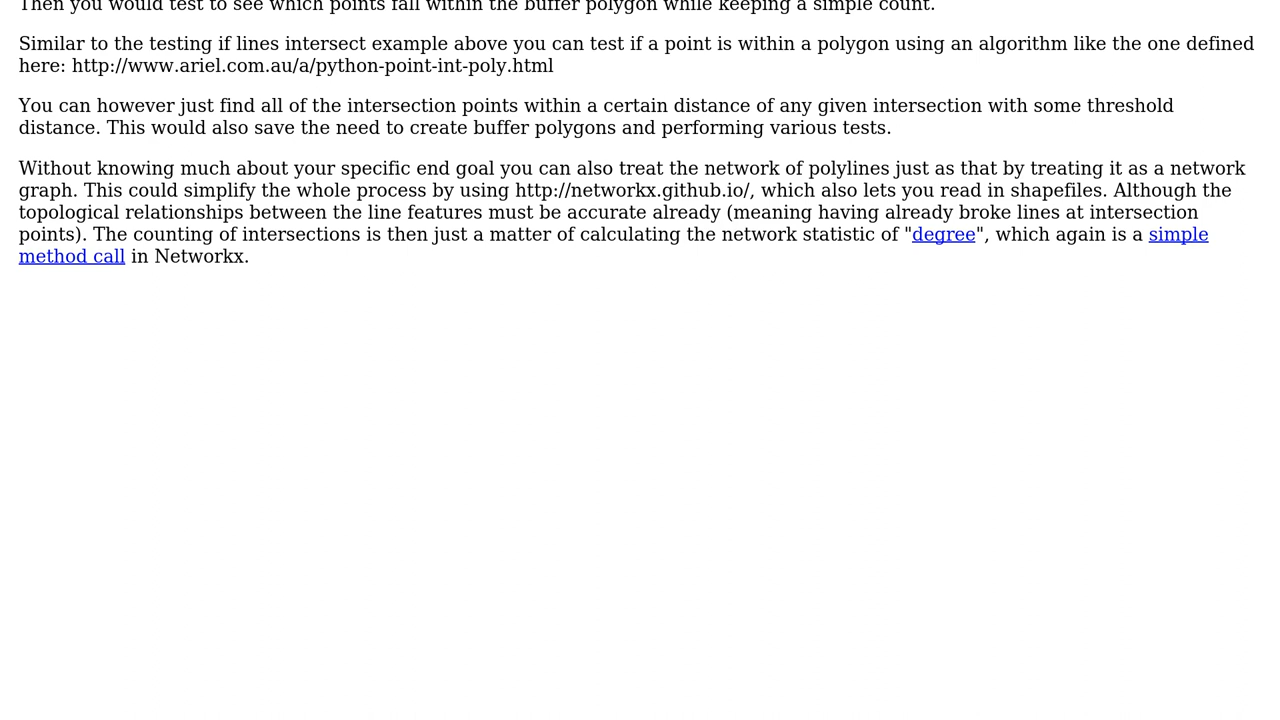 Then you would test to see which points fall within the buffer polygon while keeping a simple count.
Similar to the testing if lines intersect example above you can test if a point is within a polygon using an algorithm like the one defined
here: http://www.ariel.com.au/a/python-point-int-poly.html
You can however just find all of the intersection points within a certain distance of any given intersection with some threshold
distance. This would also save the need to create buffer polygons and performing various tests.
Without knowing much about your specific end goal you can also treat the network of polylines just as that by treating it as a network
graph. This could simplify the whole process by using http://networkx.github.io/, which also lets you read in shapefiles. Although the
topological relationships between the line features must be accurate already (meaning having already broke lines at intersection
points). The counting of intersections is then just a matter of calculating the network statistic of "degree", which again is a simple
method call in Networkx.